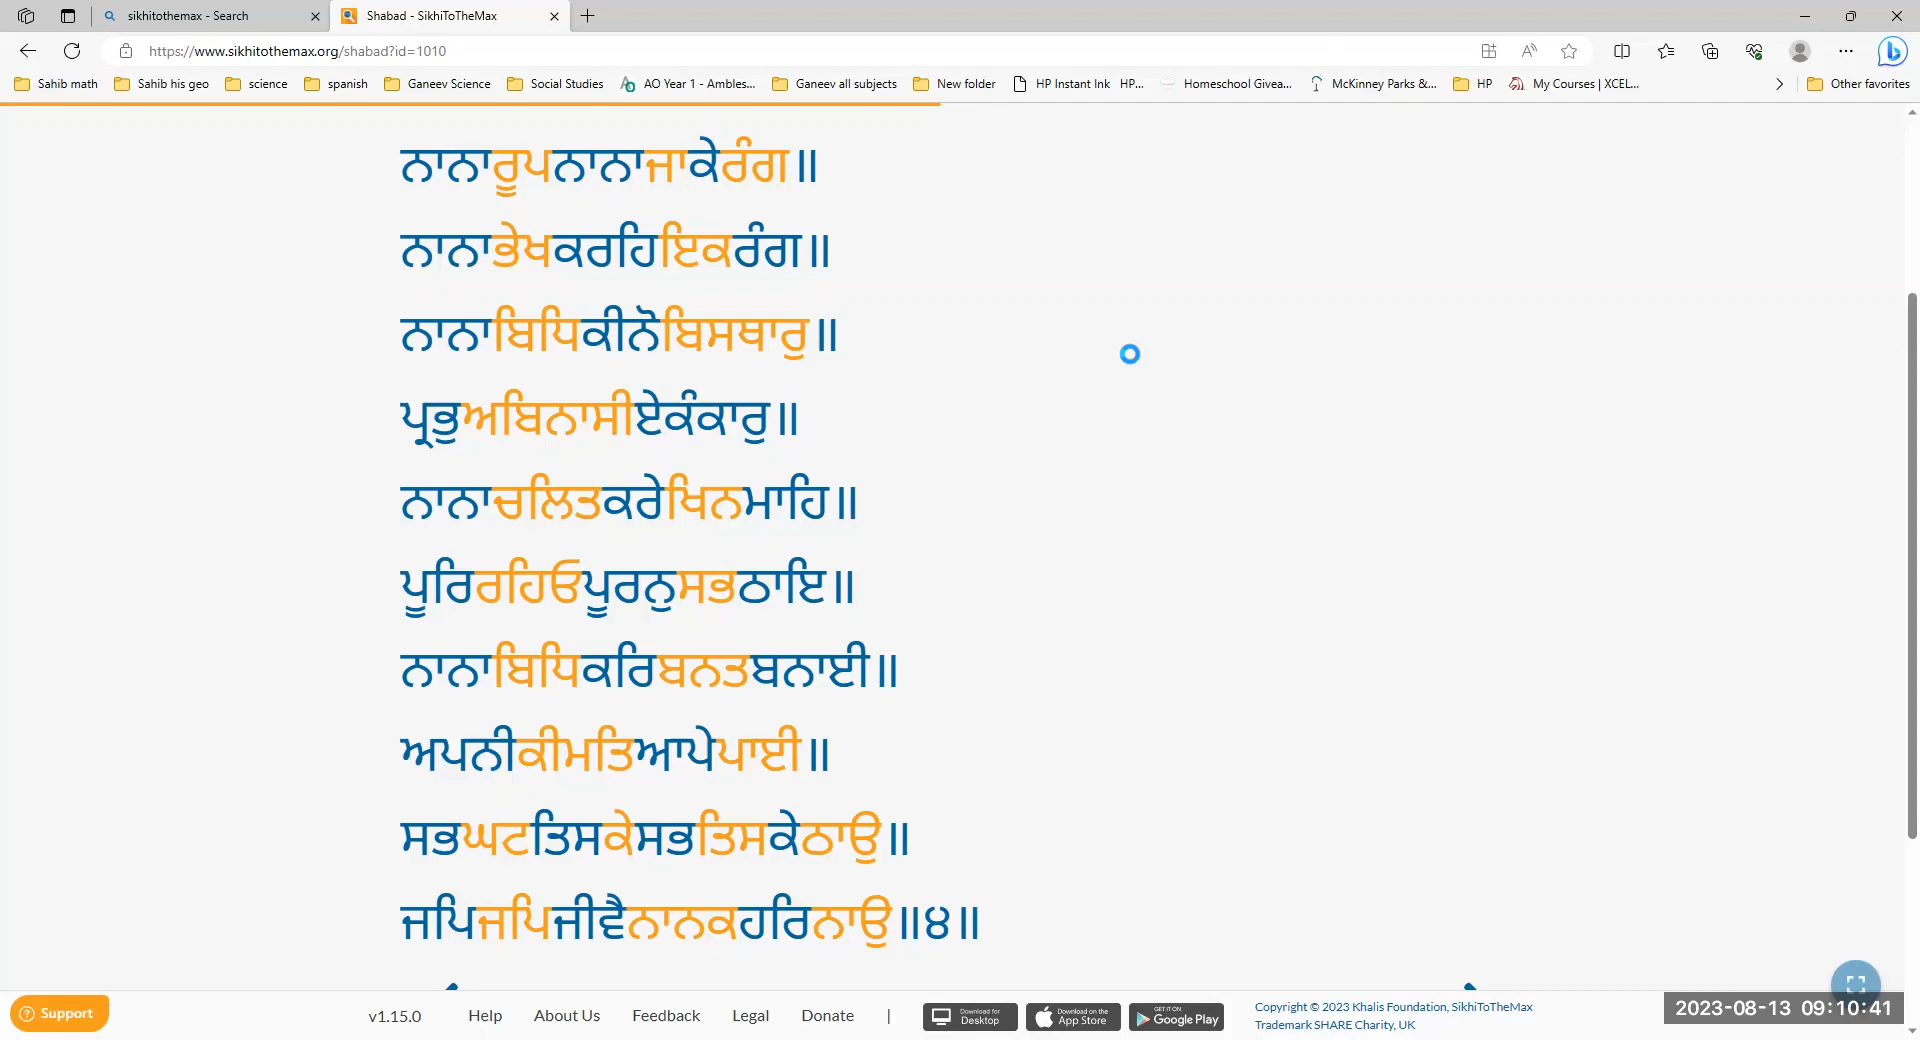 sikhitothemax - Search
Shabad - SikhiToTheMax
https://www.sikhitothemax.org/shabad?id=1010
Sahib math Sahib his geo science spanish Ganeev Science Social Studies AO Year 1 - Ambles... Ganeev all subjects New folder HP Instant Ink HP... Homeschool Givea... McKinney Parks &... HP My Courses | XCEL... Other favorites
ਨਾਨਾਰੂਪਨਾਨਾਜਾਕੇਰੰਗ॥
ਨਾਨਾਭੇਖਕਰਹਿਇਕਰੰਗ॥
ਨਾਨਾਬਿਧਿਕੀਨੋਬਿਸਥਾਰੁ॥
ਪ੍ਰਭੁਅਬਿਨਾਸੀਏਕੰਕਾਰੁ॥
ਨਾਨਾਚਲਿਤਕਰੇਖਿਨਮਾਹਿ॥
ਪੂਰਿਰਹਿਓਪੂਰਨੁਸਭਠਾਇ॥
ਨਾਨਾਬਿਧਿਕਰਿਬਨਤਬਨਾਈ॥
ਅਪਨੀਕੀਮਤਿਆਪੇਪਾਈ॥
ਸਭਘਟਤਿਸਕੇਸਭਤਿਸਕੇਠਾਉ॥
ਜਪਿਜਪਿਜੀਵੈਨਾਨਕਹਰਿਨਾਉ॥੪॥
Support
v1.15.0 Help About Us Feedback Legal Donate |
Download for Desktop
Download on the App Store
GET IT ON Google Play
Copyright © 2023 Khalis Foundation, SikhiToTheMax
Trademark SHARE Charity, UK
2023-08-13 09:10:41